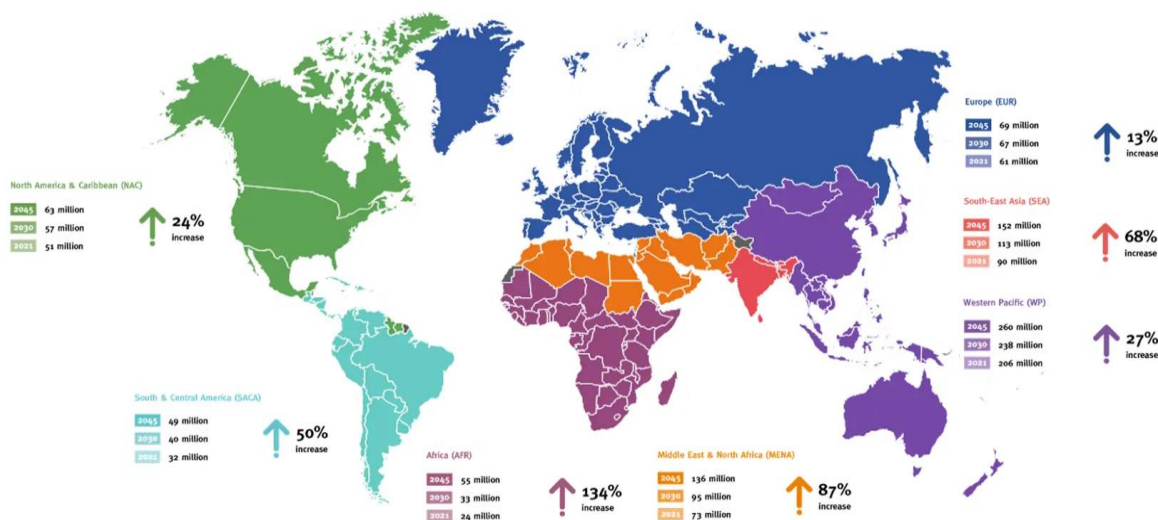 Europe (EUR)
2045 69 million
2030 67 million
2021 61 million
13%
increase
North America & Caribbean (NAC)
2045 63 million
2030 57 million
2021 51 million
24%
increase
South-East Asia (SEA)
2045 152 million
2030 113 million
2021 90 million
68%
increase
Western Pacific (WP)
2045 260 million
2030 238 million
2021 206 million
27%
increase
South & Central America (SACA)
2045 49 million
2030 40 million
2021 32 million
50%
increase
Africa (AFR)
2045 55 million
2030 33 million
2021 24 million
134%
increase
Middle East & North Africa (MENA)
2045 136 million
2030 95 million
2021 73 million
87%
increase